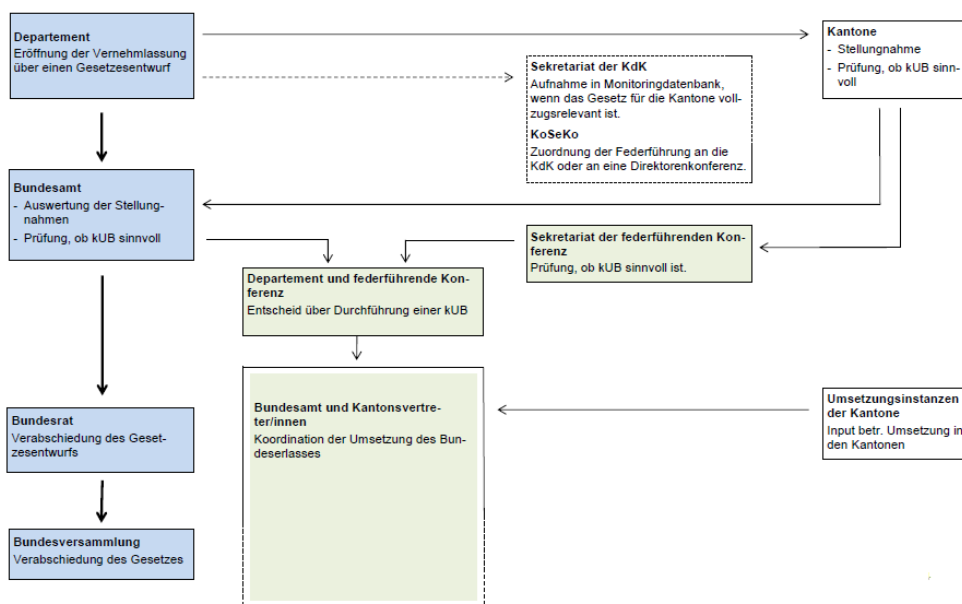 Departement
Eröffnung der Vernehmlassung
über einen Gesetzesentwurf
Kantone
- Stellungnahme
- Prüfung, ob kUB sinn-
voll
Sekretariat der KdK
Aufnahme in Monitoringdatenbank,
wenn das Gesetz für die Kantone voll-
zugsrelevant ist.
KoSeKo
Zuordnung der Federführung an die
KdK oder an eine Direktorenkonferenz.
Bundesamt
- Auswertung der Stellung-
nahmen
- Prüfung, ob kUB sinnvoll
Sekretariat der federführenden Kon-
ferenz
Prüfung, ob kUB sinnvoll ist.
Departement und federführende Kon-
ferenz
Entscheid über Durchführung einer kUB
Bundesamt und Kantonsvertre-
ter/innen
Koordination der Umsetzung des Bun-
deserlasses
Umsetzungsinstanzen
der Kantone
Input betr. Umsetzung in
den Kantonen
Bundesrat
Verabschiedung des Geset-
zesentwurfs
Bundesversammlung
Verabschiedung des Gesetzes